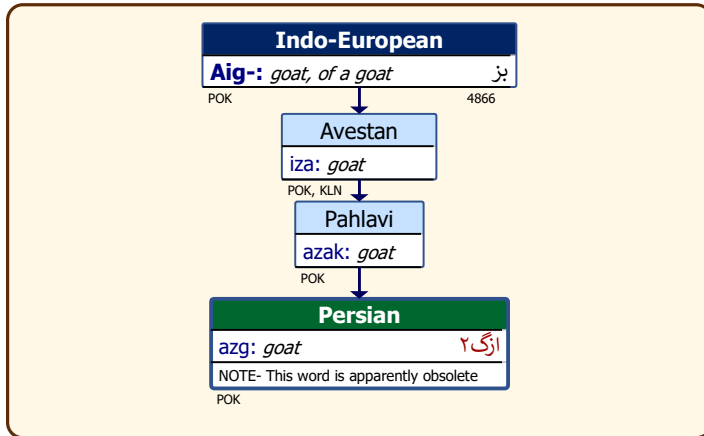 Indo-European
Aig-: goat, of a goat بز
POK 4866
Avestan
iza: goat
POK, KLN
Pahlavi
azak: goat
POK
Persian
azg: goat ازگ۲
NOTE- This word is apparently obsolete
POK